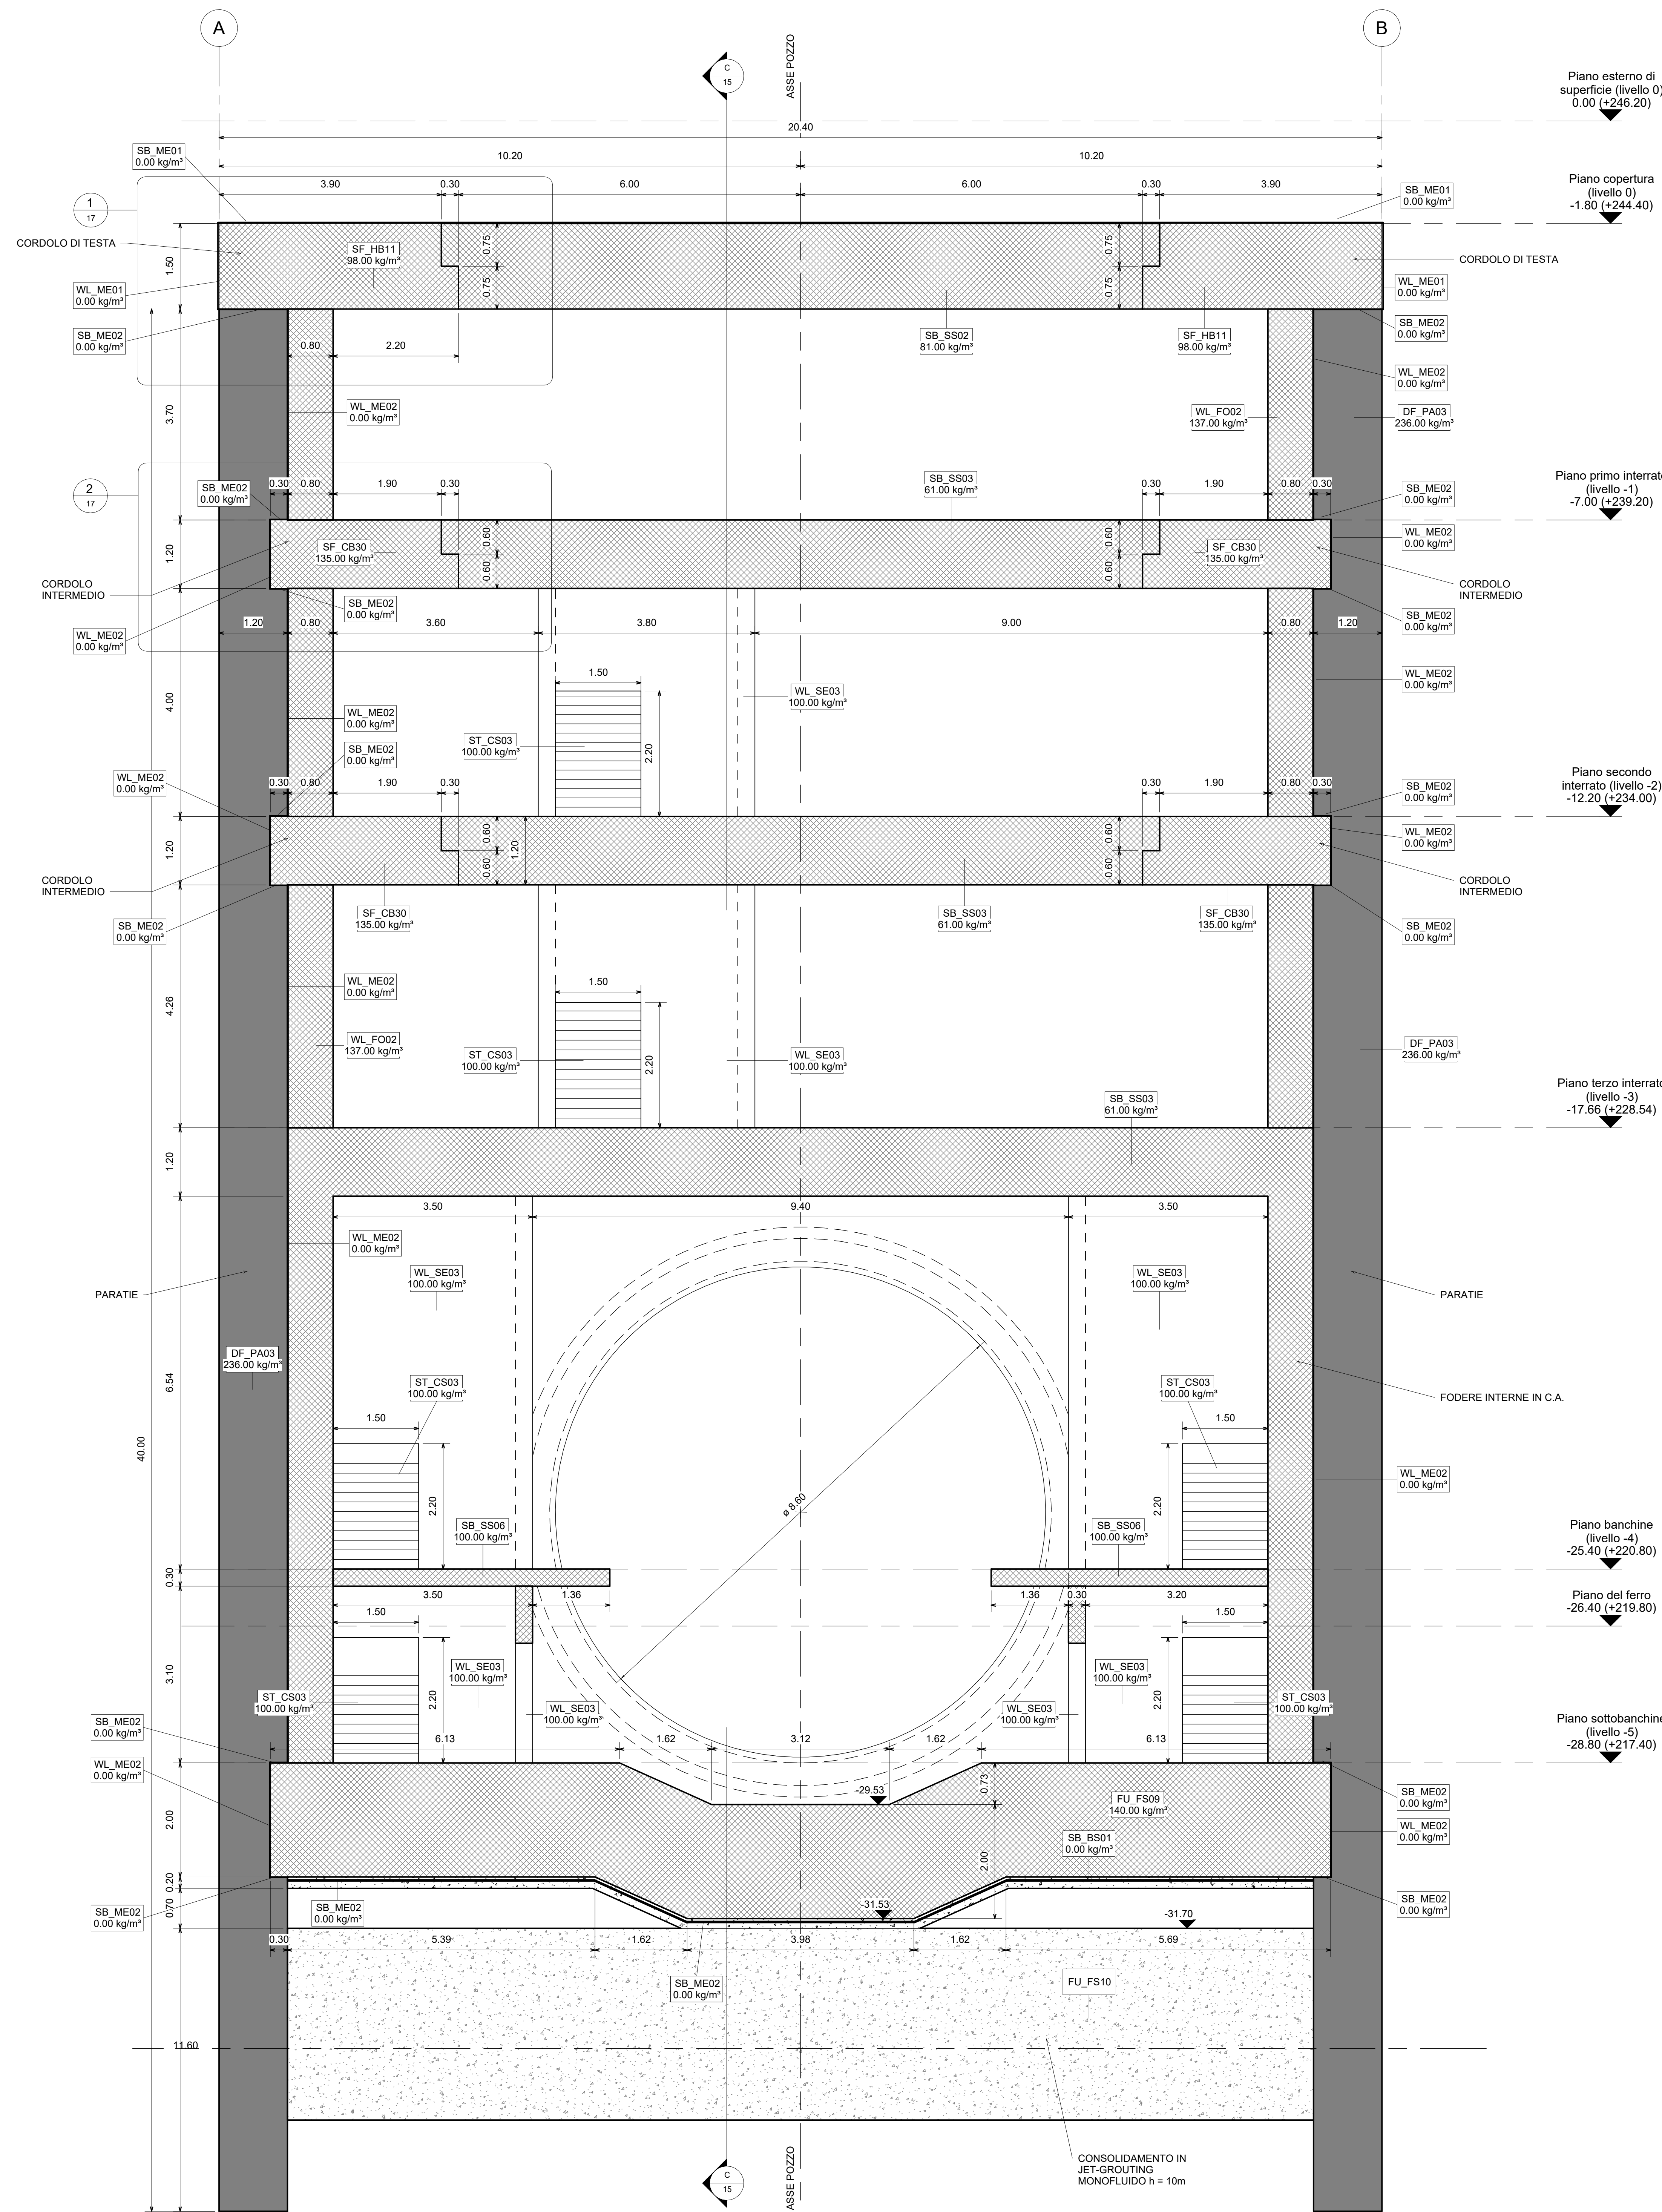 A
B
C
15
ASSE POZZO
Piano esterno di
superficie (livello 0)
0.00 (+246.20)
20.40
10.20
10.20
SB_ME01
0.00 kg/m³
3.90
0.30
6.00
6.00
0.30
3.90
SB_ME01
0.00 kg/m³
Piano copertura
(livello 0)
-1.80 (+244.40)
1
17
CORDOLO DI TESTA
SF_HB11
98.00 kg/m³
0.75
0.75
0.75
0.75
1.50
CORDOLO DI TESTA
WL_ME01
0.00 kg/m³
WL_ME01
0.00 kg/m³
SB_ME02
0.00 kg/m³
SB_SS02
81.00 kg/m³
SF_HB11
98.00 kg/m³
SB_ME02
0.00 kg/m³
0.80
2.20
WL_ME02
0.00 kg/m³
WL_ME02
0.00 kg/m³
3.70
WL_FO02
137.00 kg/m³
DF_PA03
236.00 kg/m³
2
17
SB_ME02
0.00 kg/m³
0.30
0.80
1.90
0.30
SB_SS03
61.00 kg/m³
0.30
1.90
0.80
0.30
SB_ME02
0.00 kg/m³
Piano primo interrato
(livello -1)
-7.00 (+239.20)
WL_ME02
0.00 kg/m³
1.20
SF_CB30
135.00 kg/m³
0.60
0.60
0.60
0.60
SF_CB30
135.00 kg/m³
CORDOLO
INTERMEDIO
CORDOLO
INTERMEDIO
SB_ME02
0.00 kg/m³
SB_ME02
0.00 kg/m³
WL_ME02
0.00 kg/m³
1.20
0.80
3.60
3.80
9.00
0.80
1.20
4.00
1.50
WL_SE03
100.00 kg/m³
WL_ME02
0.00 kg/m³
WL_ME02
0.00 kg/m³
ST_CS03
100.00 kg/m³
2.20
SB_ME02
0.00 kg/m³
WL_ME02
0.00 kg/m³
0.30
0.80
1.90
0.30
0.30
1.90
0.80
0.30
SB_ME02
0.00 kg/m³
Piano secondo
interrato (livello -2)
-12.20 (+234.00)
WL_ME02
0.00 kg/m³
1.20
0.60
0.60
1.20
0.60
0.60
CORDOLO
INTERMEDIO
CORDOLO
INTERMEDIO
SB_ME02
0.00 kg/m³
SF_CB30
135.00 kg/m³
SB_SS03
61.00 kg/m³
SF_CB30
135.00 kg/m³
SB_ME02
0.00 kg/m³
4.26
WL_ME02
0.00 kg/m³
1.50
WL_FO02
137.00 kg/m³
ST_CS03
100.00 kg/m³
2.20
WL_SE03
100.00 kg/m³
DF_PA03
236.00 kg/m³
SB_SS03
61.00 kg/m³
Piano terzo interrato
(livello -3)
-17.66 (+228.54)
1.20
3.50
9.40
3.50
WL_ME02
0.00 kg/m³
WL_SE03
100.00 kg/m³
WL_SE03
100.00 kg/m³
PARATIE
PARATIE
DF_PA03
236.00 kg/m³
6.54
40.00
ST_CS03
100.00 kg/m³
ST_CS03
100.00 kg/m³
FODERE INTERNE IN C.A.
1.50
1.50
2.20
2.20
ø 8.60
WL_ME02
0.00 kg/m³
SB_SS06
100.00 kg/m³
SB_SS06
100.00 kg/m³
Piano banchine
(livello -4)
-25.40 (+220.80)
0.30
3.50
1.36
1.36
0.30
3.20
Piano del ferro
-26.40 (+219.80)
1.50
1.50
3.10
2.20
WL_SE03
100.00 kg/m³
WL_SE03
100.00 kg/m³
2.20
ST_CS03
100.00 kg/m³
WL_SE03
100.00 kg/m³
WL_SE03
100.00 kg/m³
ST_CS03
100.00 kg/m³
SB_ME02
0.00 kg/m³
6.13
1.62
3.12
1.62
6.13
Piano sottobanchine
(livello -5)
-28.80 (+217.40)
WL_ME02
0.00 kg/m³
-29.53
0.73
FU_FS09
140.00 kg/m³
SB_ME02
0.00 kg/m³
2.00
WL_ME02
0.00 kg/m³
SB_BS01
0.00 kg/m³
2.00
0.20
0.70
SB_ME02
0.00 kg/m³
SB_ME02
0.00 kg/m³
-31.53
-31.70
SB_ME02
0.00 kg/m³
0.30
5.39
1.62
3.98
1.62
5.69
SB_ME02
0.00 kg/m³
FU_FS10
11.60
CONSOLIDAMENTO IN
JET-GROUTING
MONOFLUIDO h = 10m
C
15
ASSE POZZO